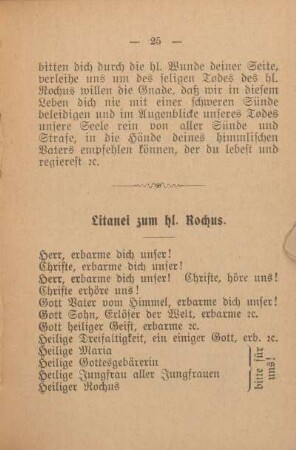 — 25 —
bitten dich durch die hl. Wunde deiner Seite,
verleihe uns um des seligen Todes des hl.
Rochus willen die Gnade, daß wir in diesem
Leben dich nie mit einer schweren Sünde
beleidigen und im Augenblicke unseres Todes
unsere Seele rein von aller Sünde und
Strafe, in die Hände deines himmlischen
Vaters empfehlen können, der du lebest und
regierest ꝛc.
Litanei zum hl. Rochus.
Herr, erbarme dich unser!
Christe, erbarme dich unser!
Herr, erbarme dich unser! Christe, höre uns!
Christe erhöre uns!
Gott Vater vom Himmel, erbarme dich unser!
Gott Sohn, Erlöser der Welt, erbarme ꝛc.
Gott heiliger Geist, erbarme ꝛc.
Heilige Dreifaltigkeit, ein einiger Gott, erb. ꝛc.
Heilige Maria
Heilige Gottesgebärerin
Heilige Jungfrau aller Jungfrauen
Heiliger Rochus
bitte für
uns!